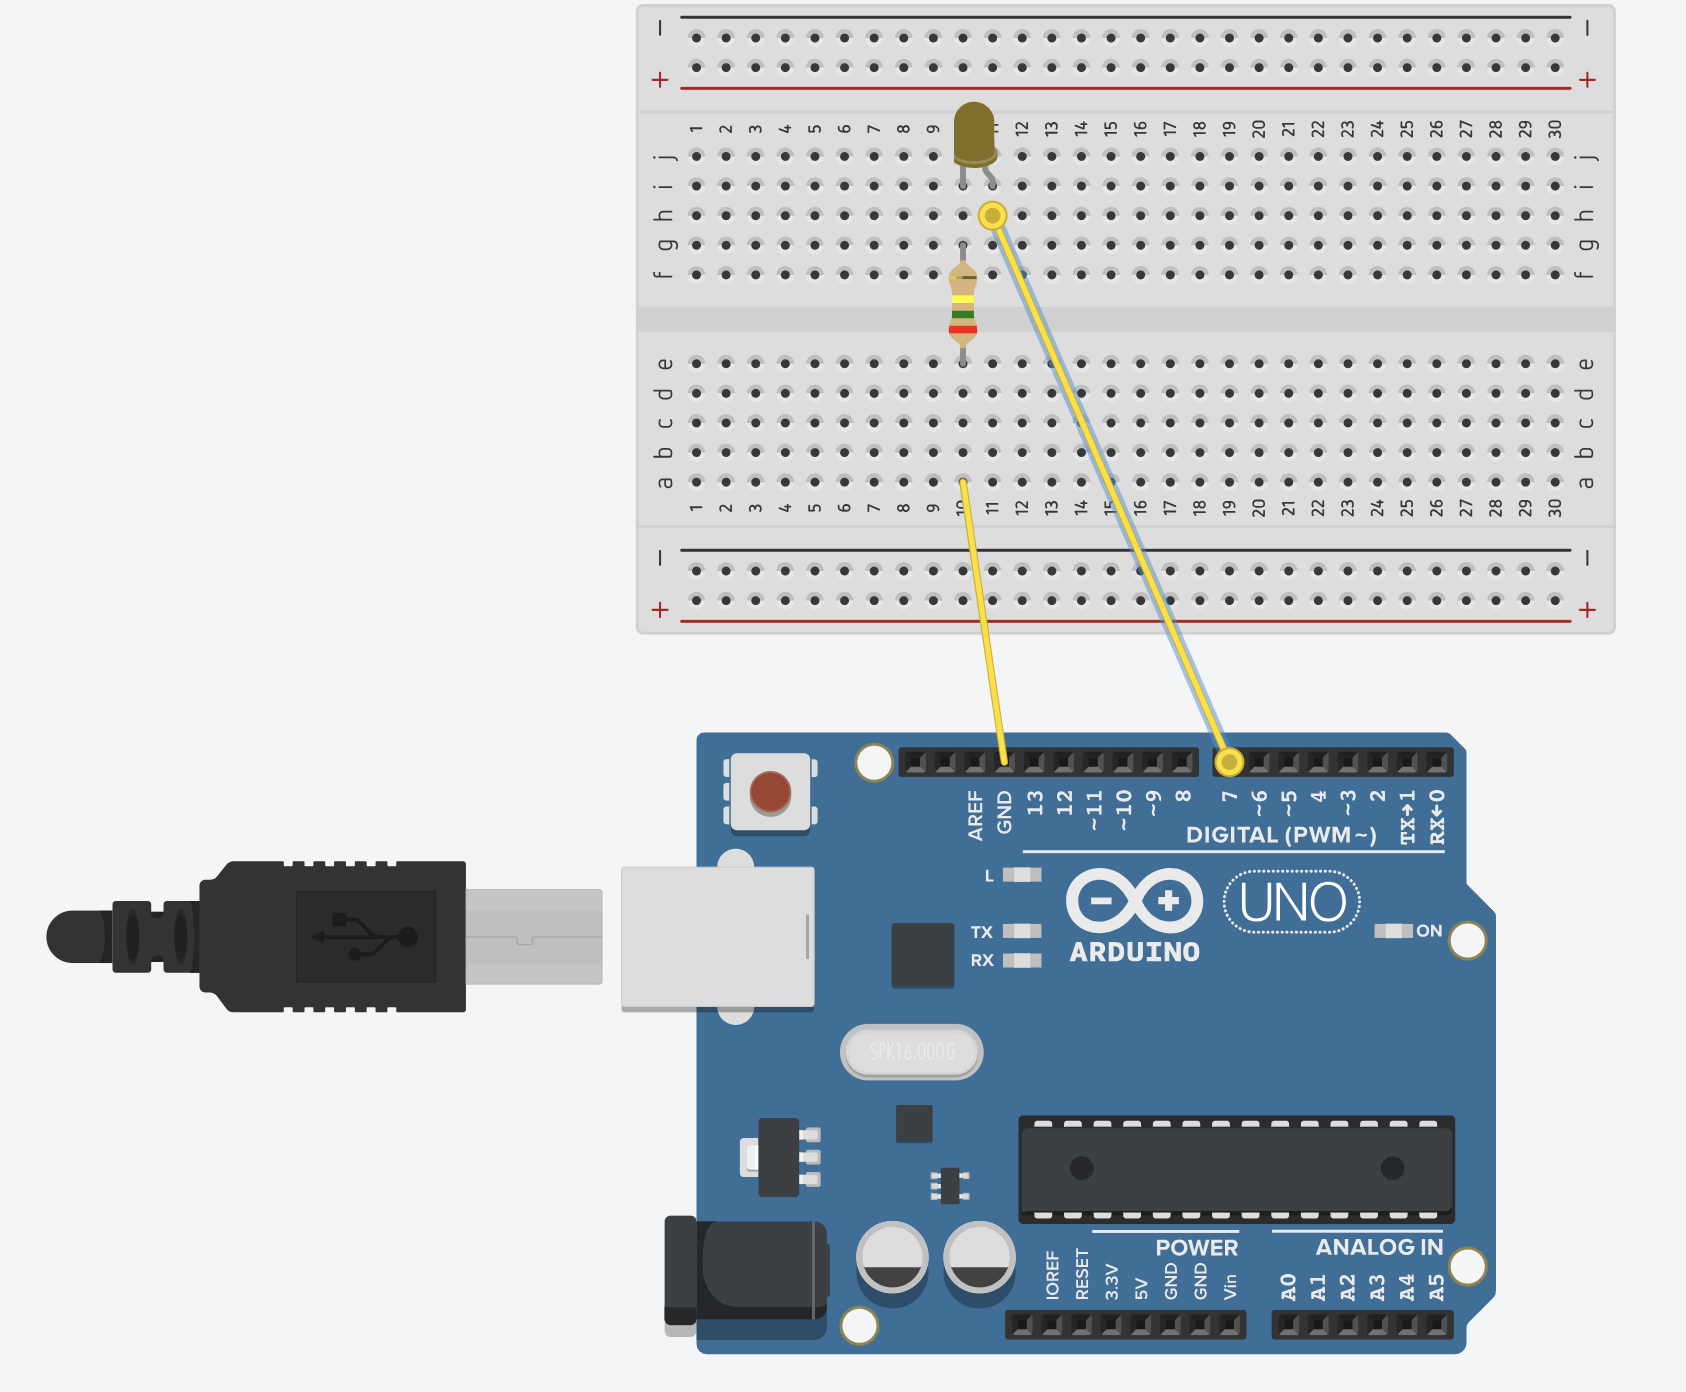 − −
+ +
1 2 3 4 5 6 7 8 9 11 12 13 14 15 16 17 18 19 20 21 22 23 24 25 26 27 28 29 30
j j
i i
h h
g g
f f
e e
d d
c c
b b
a a
1 2 3 4 5 6 7 8 9 10 11 12 13 14 15 16 17 18 19 20 21 22 23 24 25 26 27 28 29 30
− −
+ +
AREF GND 13 12 ~11 ~10 ~9 8 7 ~6 ~5 4 ~3 2 TX→1 RX←0
DIGITAL (PWM ~)
L
UNO
TX
ON
ARDUINO
RX
SPK16.000G
POWER ANALOG IN
IOREF RESET 3.3V 5V GND GND Vin A0 A1 A2 A3 A4 A5